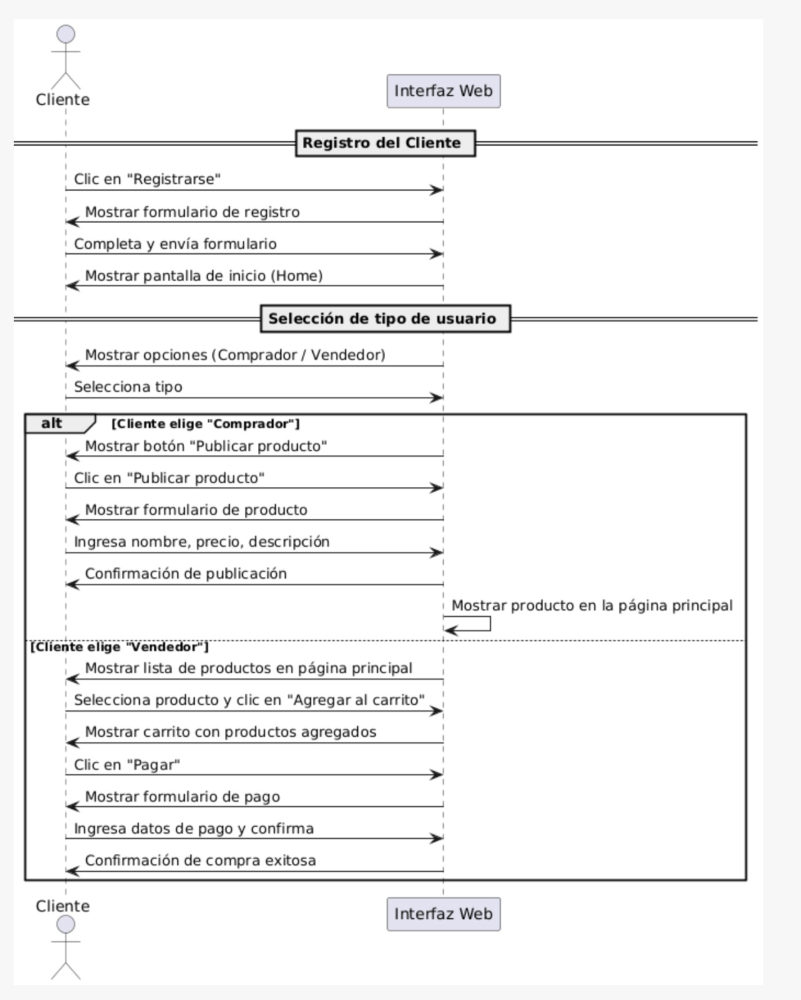 Cliente
Interfaz Web
Registro del Cliente
Clic en "Registrarse"
Mostrar formulario de registro
Completa y envía formulario
Mostrar pantalla de inicio (Home)
Selección de tipo de usuario
Mostrar opciones (Comprador / Vendedor)
Selecciona tipo
alt [Cliente elige "Comprador"]
Mostrar botón "Publicar producto"
Clic en "Publicar producto"
Mostrar formulario de producto
Ingresa nombre, precio, descripción
Confirmación de publicación
Mostrar producto en la página principal
[Cliente elige "Vendedor"]
Mostrar lista de productos en página principal
Selecciona producto y clic en "Agregar al carrito"
Mostrar carrito con productos agregados
Clic en "Pagar"
Mostrar formulario de pago
Ingresa datos de pago y confirma
Confirmación de compra exitosa
Cliente
Interfaz Web